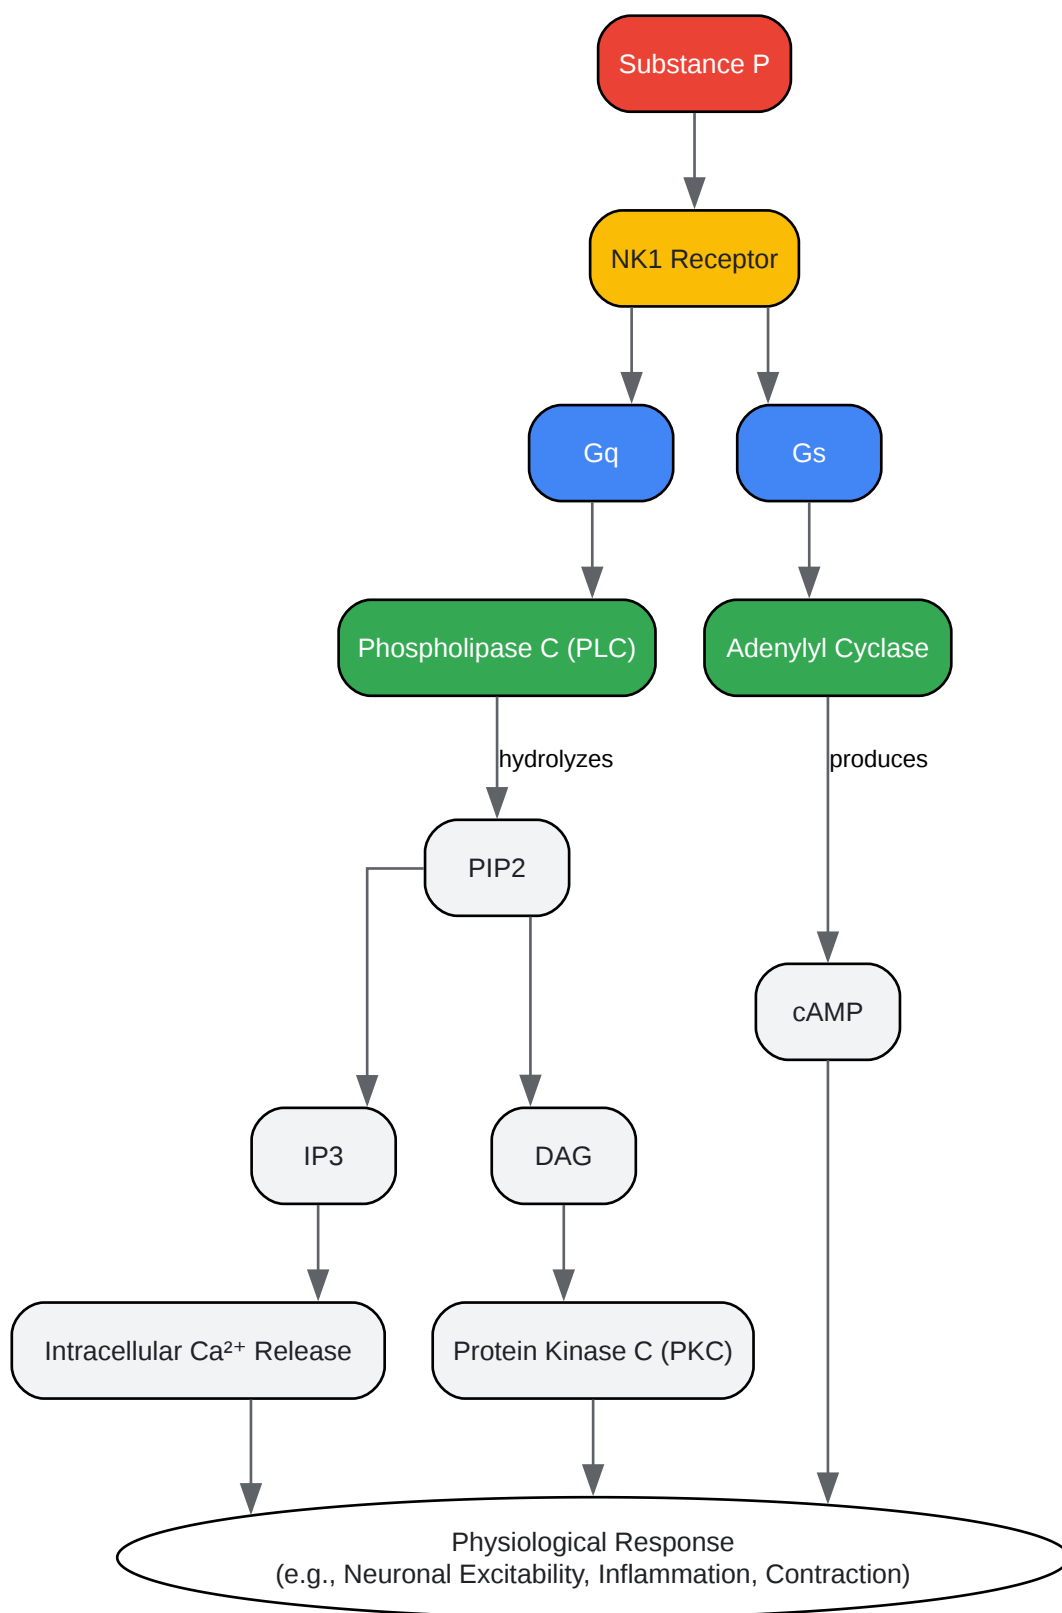 Substance P
NK1 Receptor
Gq
Gs
Phospholipase C (PLC)
Adenylyl Cyclase
hydrolyzes
produces
PIP2
cAMP
IP3
DAG
Intracellular Ca²⁺ Release
Protein Kinase C (PKC)
Physiological Response
(e.g., Neuronal Excitability, Inflammation, Contraction)